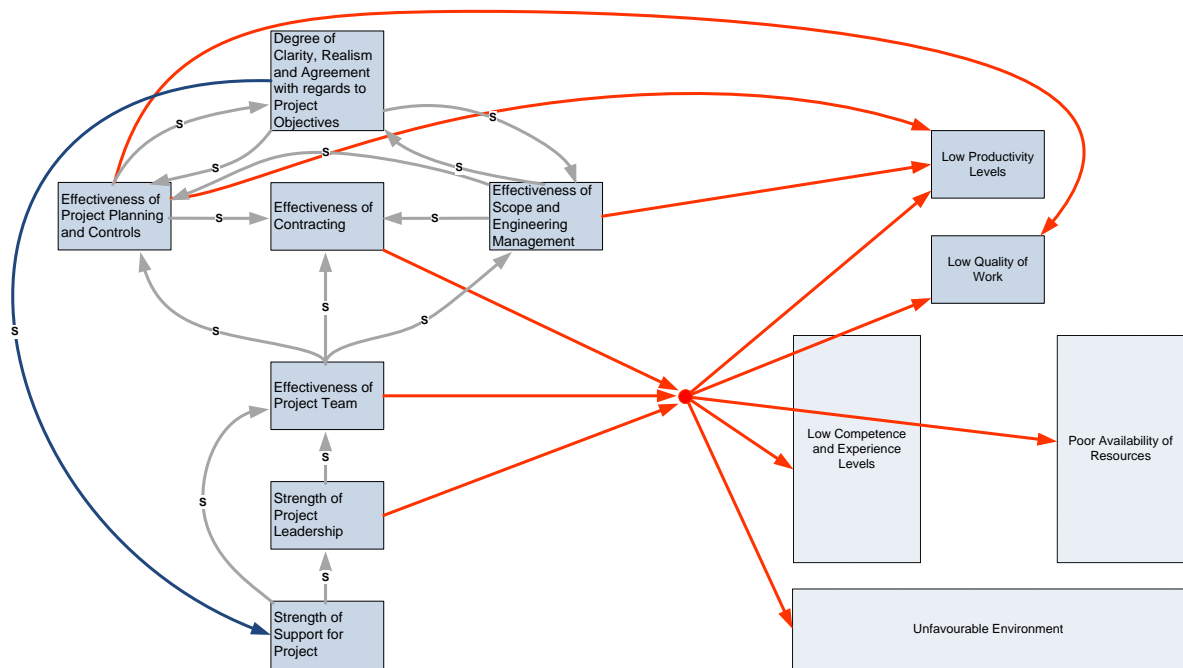 Degree of
Clarity, Realism
and Agreement
with regards to
Project
Objectives
S
S
S
S
S
Low Productivity
Levels
Effectiveness of
Project Planning
and Controls
S
Effectiveness of
Contracting
S
Effectiveness of
Scope and
Engineering
Management
Low Quality of
Work
S
S
S
S
Effectiveness of
Project Team
Low Competence
and Experience
Levels
Poor Availability of
Resources
S
S
Strength of
Project
Leadership
S
Strength of
Support for
Project
Unfavourable Environment